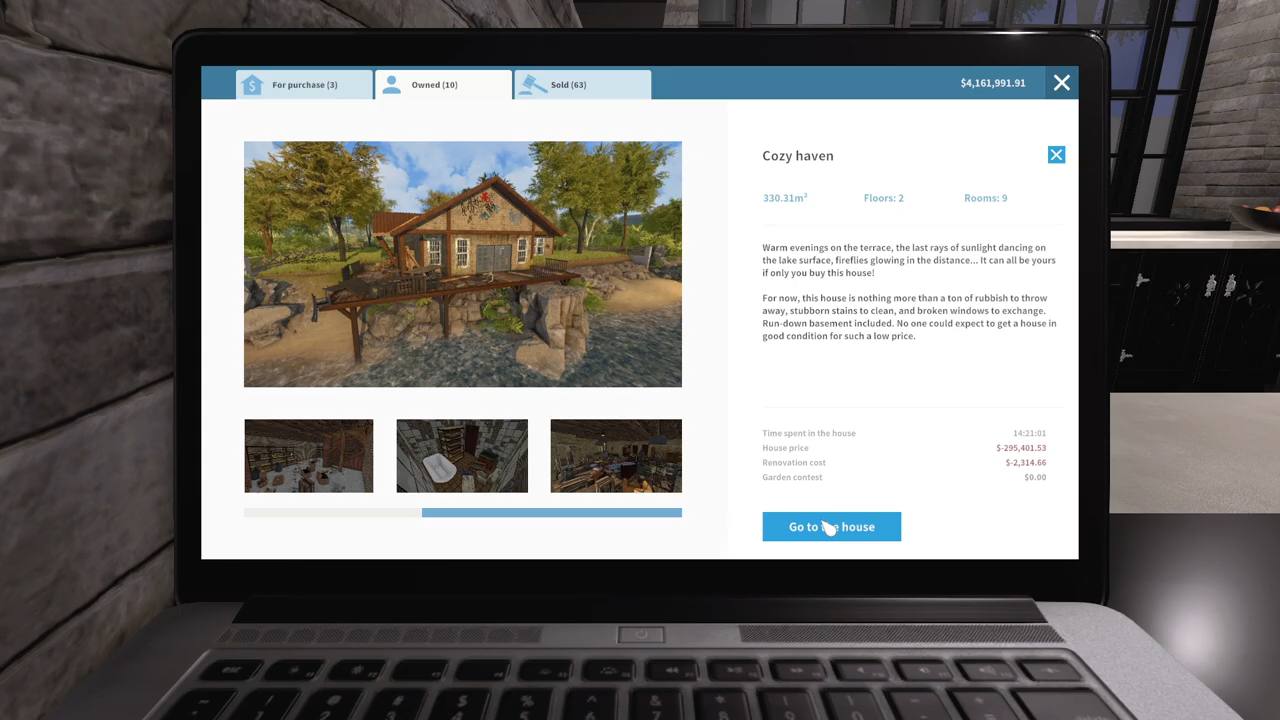 For purchase (3)
Owned (10)
Sold (63)
$4,161,991.91
Cozy haven
330.31m²
Floors: 2
Rooms: 9
Warm evenings on the terrace, the last rays of sunlight dancing on
the lake surface, fireflies glowing in the distance... It can all be yours
if only you buy this house!
For now, this house is nothing more than a ton of rubbish to throw
away, stubborn stains to clean, and broken windows to exchange.
Run-down basement included. No one could expect to get a house in
good condition for such a low price.
Time spent in the house 14:21:01
House price $-295,401.53
Renovation cost $-2,314.66
Garden contest $0.00
Go to the house
esc